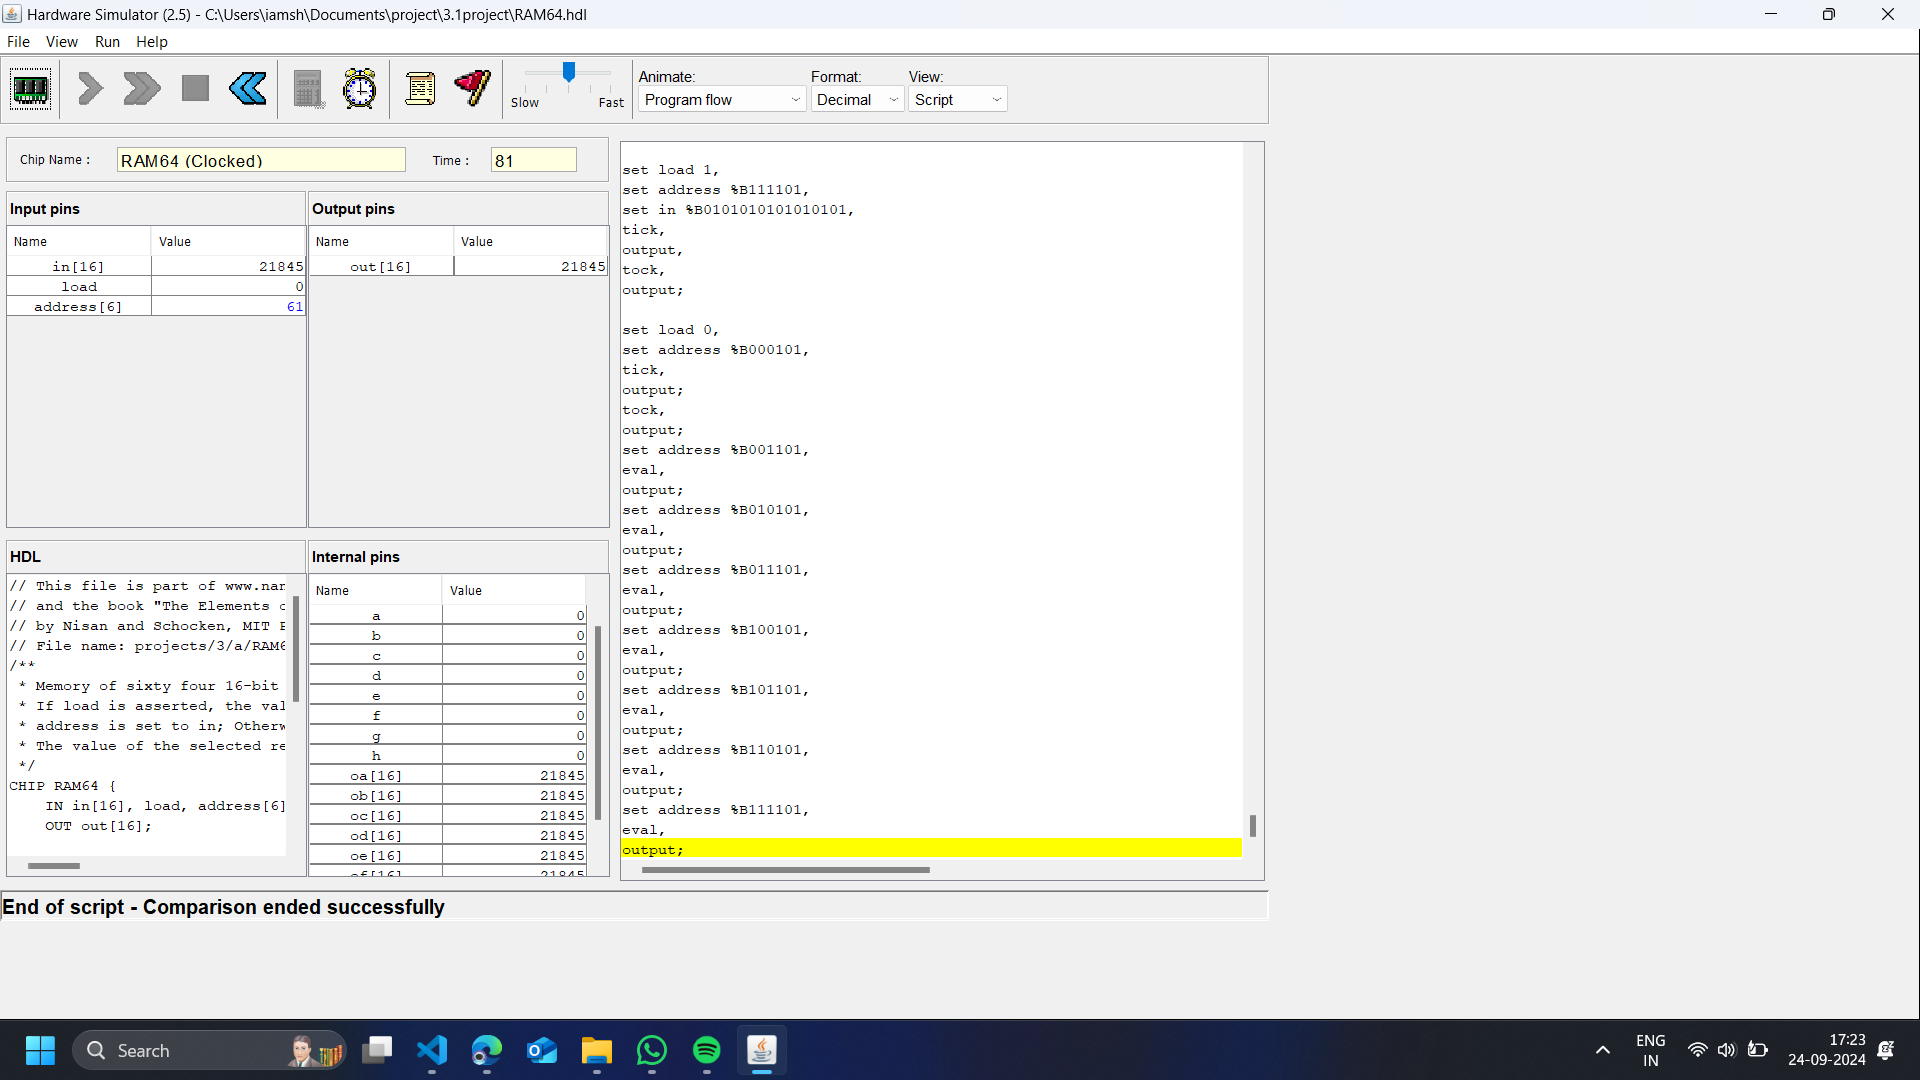 Hardware Simulator (2.5) - C:\Users\iamsh\Documents\project\3.1project\RAM64.hdl
File View Run Help
Slow Fast
Animate: Format: View:
Program flow Decimal Script
Chip Name : RAM64 (Clocked) Time : 81
Input pins
Name Value
in[16] 21845
load 0
address[6] 61
Output pins
Name Value
out[16] 21845
HDL
// This file is part of www.nan
// and the book "The Elements o
// by Nisan and Schocken, MIT P
// File name: projects/3/a/RAM6
/**
* Memory of sixty four 16-bit
* If load is asserted, the val
* address is set to in; Otherw
* The value of the selected re
*/
CHIP RAM64 {
IN in[16], load, address[6]
OUT out[16];
Internal pins
Name Value
a 0
b 0
c 0
d 0
e 0
f 0
g 0
h 0
oa[16] 21845
ob[16] 21845
oc[16] 21845
od[16] 21845
oe[16] 21845
of[16] 21845
set load 1,
set address %B111101,
set in %B0101010101010101,
tick,
output,
tock,
output;
set load 0,
set address %B000101,
tick,
output;
tock,
output;
set address %B001101,
eval,
output;
set address %B010101,
eval,
output;
set address %B011101,
eval,
output;
set address %B100101,
eval,
output;
set address %B101101,
eval,
output;
set address %B110101,
eval,
output;
set address %B111101,
eval,
output;
End of script - Comparison ended successfully
Search
ENG
IN
17:23
24-09-2024